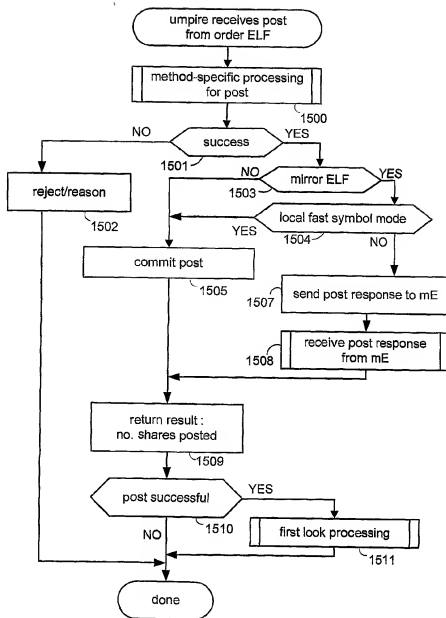 umpire receives post
from order ELF
method-specific processing
for post
1500
NO
success
YES
1501
NO
mirror ELF
YES
1503
reject/reason
1502
local fast symbol mode
YES
1504
NO
commit post
1505
1507
send post response to mE
1508
receive post response
from mE
return result :
no. shares posted
1509
post successful
YES
1510
NO
first look processing
1511
done